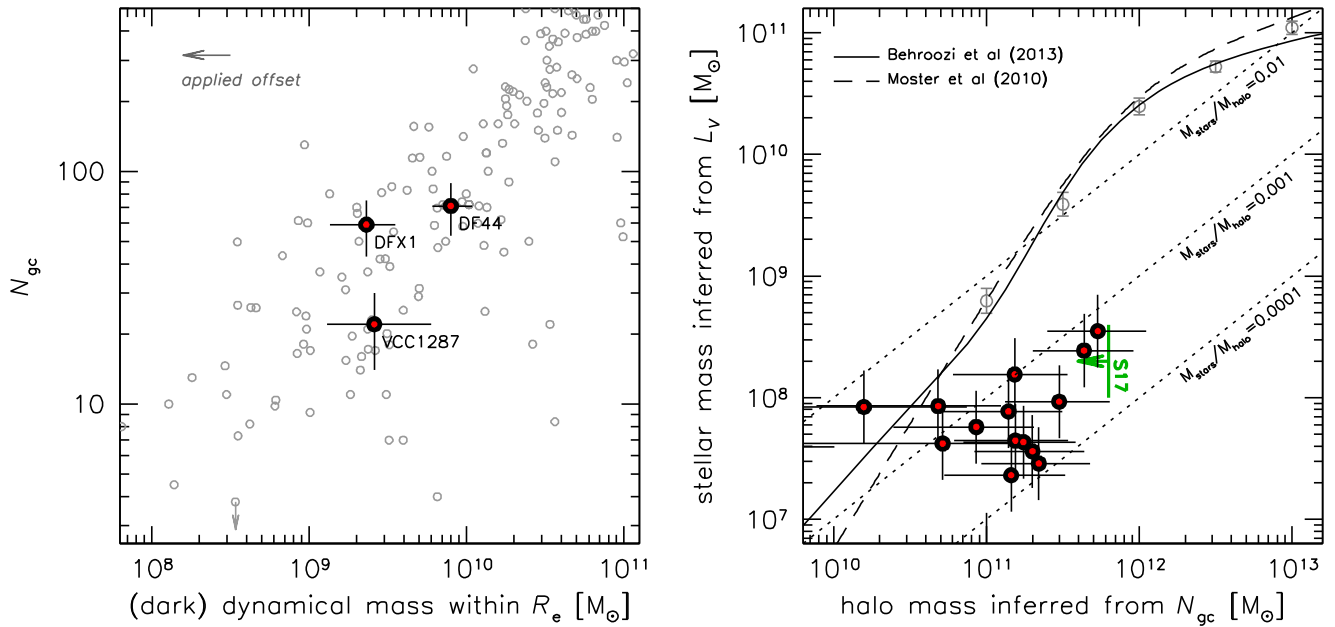 100
10
N_gc
applied offset
DFX1
DF44
VCC1287
10^8
10^9
10^10
10^11
(dark) dynamical mass within R_e [M_⊙]
10^11
10^10
10^9
10^8
10^7
stellar mass inferred from L_V [M_⊙]
Behroozi et al (2013)
Moster et al (2010)
M_stars/M_halo=0.01
M_stars/M_halo=0.001
M_stars/M_halo=0.0001
S17
10^10
10^11
10^12
10^13
halo mass inferred from N_gc [M_⊙]